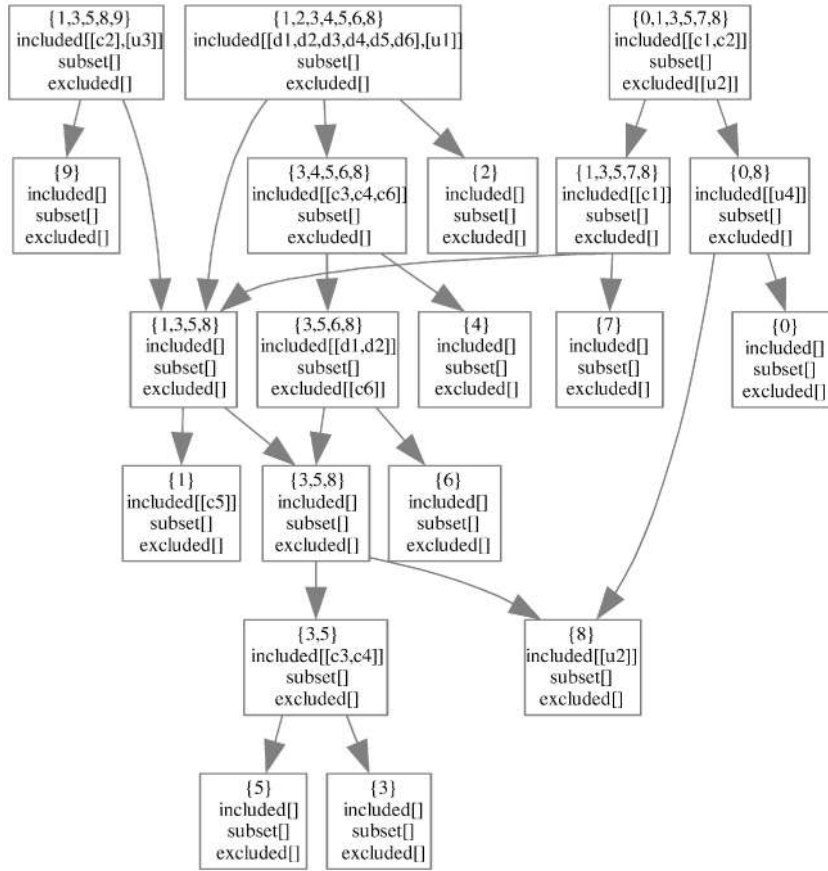 {1,3,5,8,9}
included[[c2],[u3]]
subset[]
excluded[]
{1,2,3,4,5,6,8}
included[[d1,d2,d3,d4,d5,d6],[u1]]
subset[]
excluded[]
{0,1,3,5,7,8}
included[[c1,c2]]
subset[]
excluded[[u2]]
{9}
included[]
subset[]
excluded[]
{3,4,5,6,8}
included[[c3,c4,c6]]
subset[]
excluded[]
{2}
included[]
subset[]
excluded[]
{1,3,5,7,8}
included[[c1]]
subset[]
excluded[]
{0,8}
included[[u4]]
subset[]
excluded[]
{1,3,5,8}
included[]
subset[]
excluded[]
{3,5,6,8}
included[[d1,d2]]
subset[]
excluded[[c6]]
{4}
included[]
subset[]
excluded[]
{7}
included[]
subset[]
excluded[]
{0}
included[]
subset[]
excluded[]
{1}
included[[c5]]
subset[]
excluded[]
{3,5,8}
included[]
subset[]
excluded[]
{6}
included[]
subset[]
excluded[]
{3,5}
included[[c3,c4]]
subset[]
excluded[]
{8}
included[[u2]]
subset[]
excluded[]
{5}
included[]
subset[]
excluded[]
{3}
included[]
subset[]
excluded[]